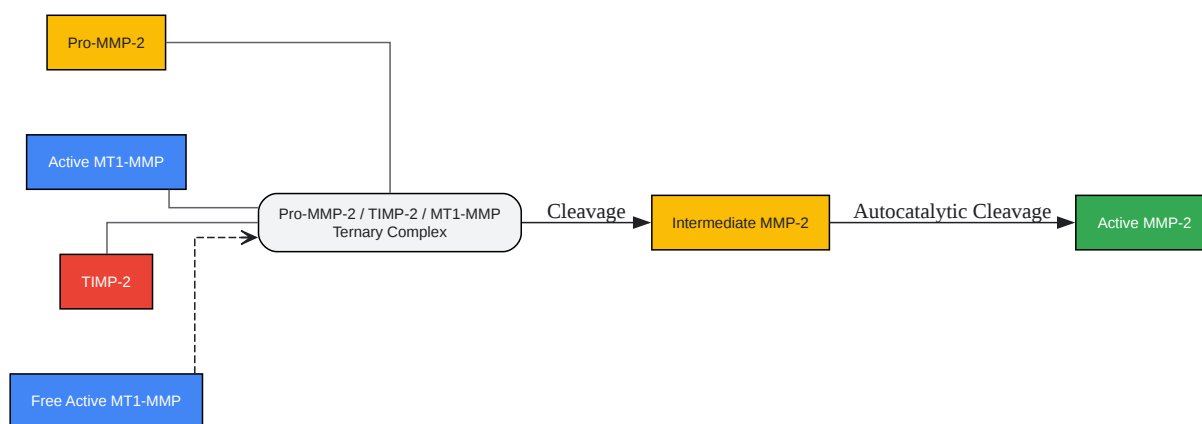 Pro-MMP-2
Active MT1-MMP
Pro-MMP-2 / TIMP-2 / MT1-MMP
Ternary Complex
Cleavage
Intermediate MMP-2
Autocatalytic Cleavage
Active MMP-2
TIMP-2
Free Active MT1-MMP